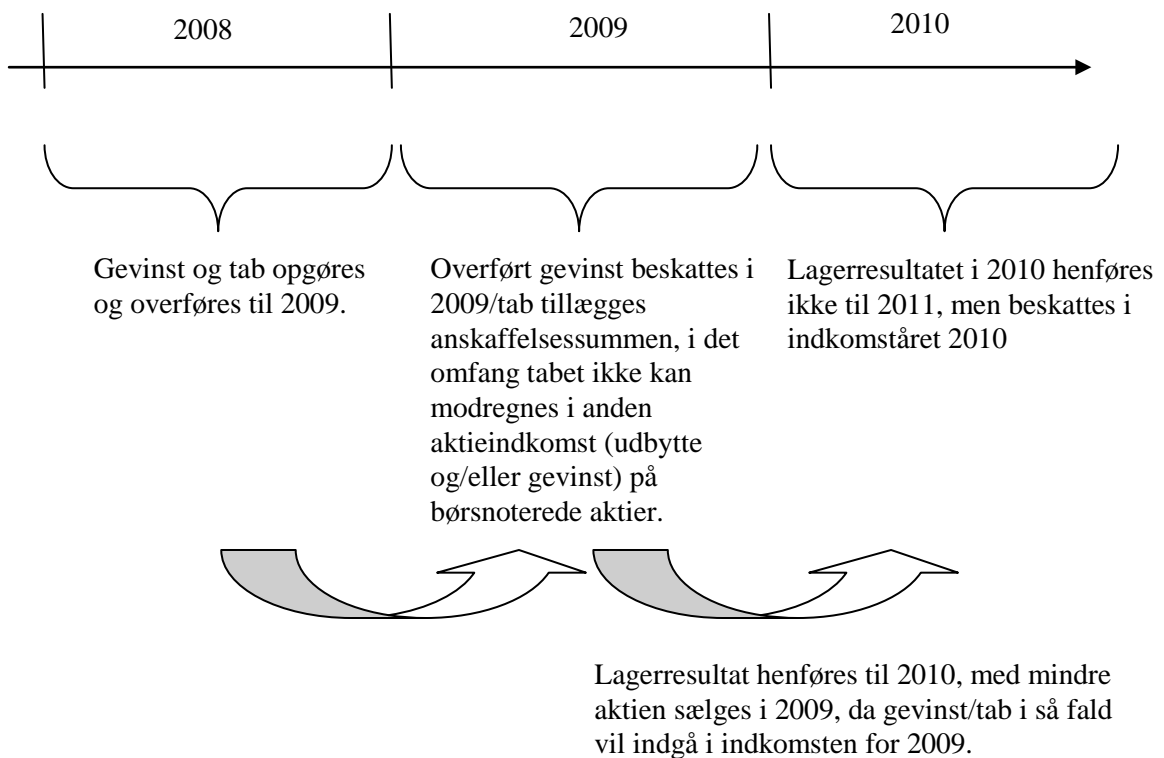 2008
2009
2010
Gevinst og tab opgøres
og overføres til 2009.
Overført gevinst beskattes i
2009/tab tillægges
anskaffelsessummen, i det
omfang tabet ikke kan
modregnes i anden
aktieindkomst (udbytte
og/eller gevinst) på
børsnoterede aktier.
Lagerresultatet i 2010 henføres
ikke til 2011, men beskattes i
indkomståret 2010
Lagerresultat henføres til 2010, med mindre
aktien sælges i 2009, da gevinst/tab i så fald
vil indgå i indkomsten for 2009.